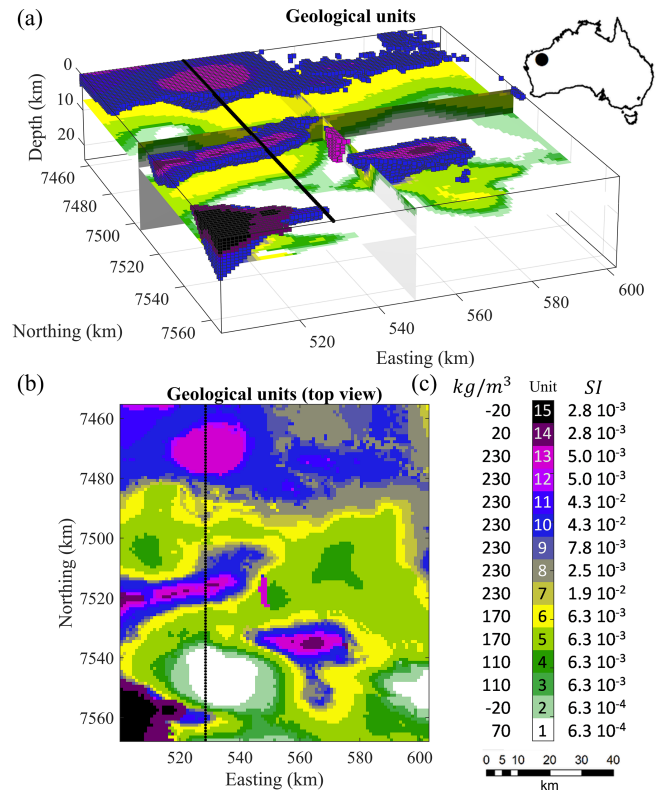 (a)
Geological units
0
10
20
Depth (km)
7460
7480
7500
7520
7540
7560
Northing (km)
520
540
560
580
600
Easting (km)
(b)
Geological units (top view)
7460
7480
7500
7520
7540
7560
Northing (km)
520 540 560 580 600
Easting (km)
(c) kg/m³ Unit SI
-20 15 2.8 10⁻³
20 14 2.8 10⁻³
230 13 5.0 10⁻³
230 12 5.0 10⁻³
230 11 4.3 10⁻²
230 10 4.3 10⁻²
230 9 7.8 10⁻³
230 8 2.5 10⁻³
230 7 1.9 10⁻²
170 6 6.3 10⁻³
170 5 6.3 10⁻³
110 4 6.3 10⁻³
110 3 6.3 10⁻³
-20 2 6.3 10⁻⁴
70 1 6.3 10⁻⁴
0 5 10 20 30 40
km